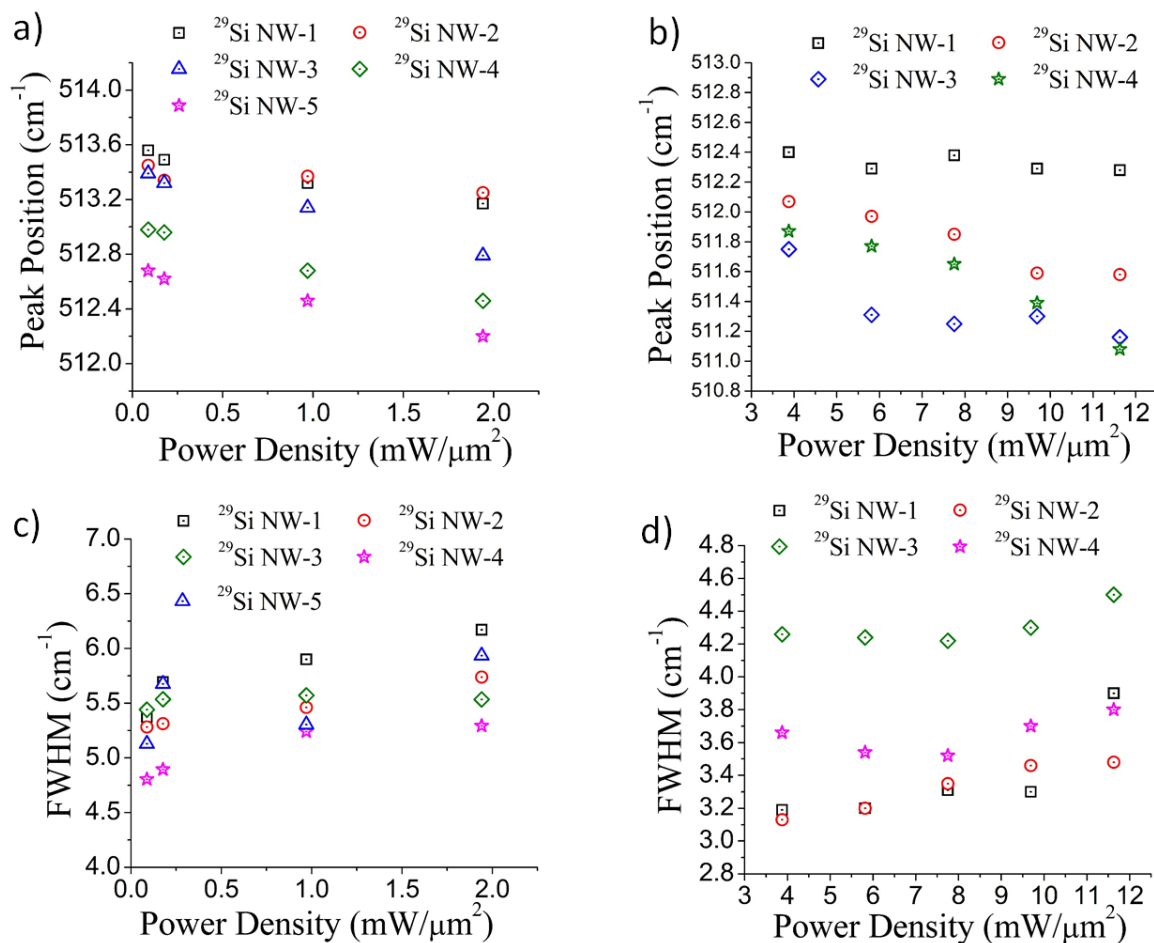 a)
²⁹Si NW-1 ²⁹Si NW-2
²⁹Si NW-3 ²⁹Si NW-4
²⁹Si NW-5
Peak Position (cm⁻¹)
514.0
513.6
513.2
512.8
512.4
512.0
0.0 0.5 1.0 1.5 2.0
Power Density (mW/μm²)
b)
²⁹Si NW-1 ²⁹Si NW-2
²⁹Si NW-3 ²⁹Si NW-4
Peak Position (cm⁻¹)
513.0
512.8
512.6
512.4
512.2
512.0
511.8
511.6
511.4
511.2
511.0
510.8
3 4 5 6 7 8 9 10 11 12
Power Density (mW/μm²)
c)
²⁹Si NW-1 ²⁹Si NW-2
²⁹Si NW-3 ²⁹Si NW-4
²⁹Si NW-5
FWHM (cm⁻¹)
7.0
6.5
6.0
5.5
5.0
4.5
4.0
0.0 0.5 1.0 1.5 2.0
Power Density (mW/μm²)
d)
²⁹Si NW-1 ²⁹Si NW-2
²⁹Si NW-3 ²⁹Si NW-4
FWHM (cm⁻¹)
4.8
4.6
4.4
4.2
4.0
3.8
3.6
3.4
3.2
3.0
2.8
3 4 5 6 7 8 9 10 11 12
Power Density (mW/μm²)